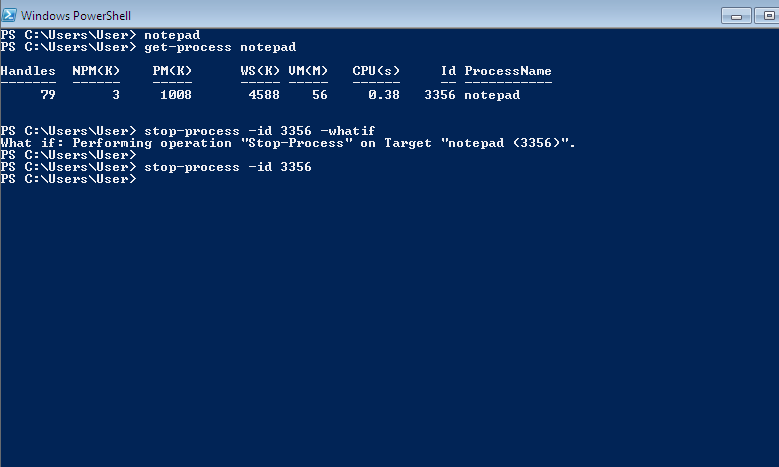 Windows PowerShell
PS C:\Users\User> notepad
PS C:\Users\User> get-process notepad
Handles  NPM(K)    PM(K)      WS(K) VM(M)   CPU(s)     Id ProcessName
-------  ------    -----      ----- -----   ------     -- -----------
     79       3     1008       4588    56     0.38   3356 notepad
PS C:\Users\User> stop-process -id 3356 -whatif
What if: Performing operation "Stop-Process" on Target "notepad (3356)".
PS C:\Users\User>
PS C:\Users\User> stop-process -id 3356
PS C:\Users\User>